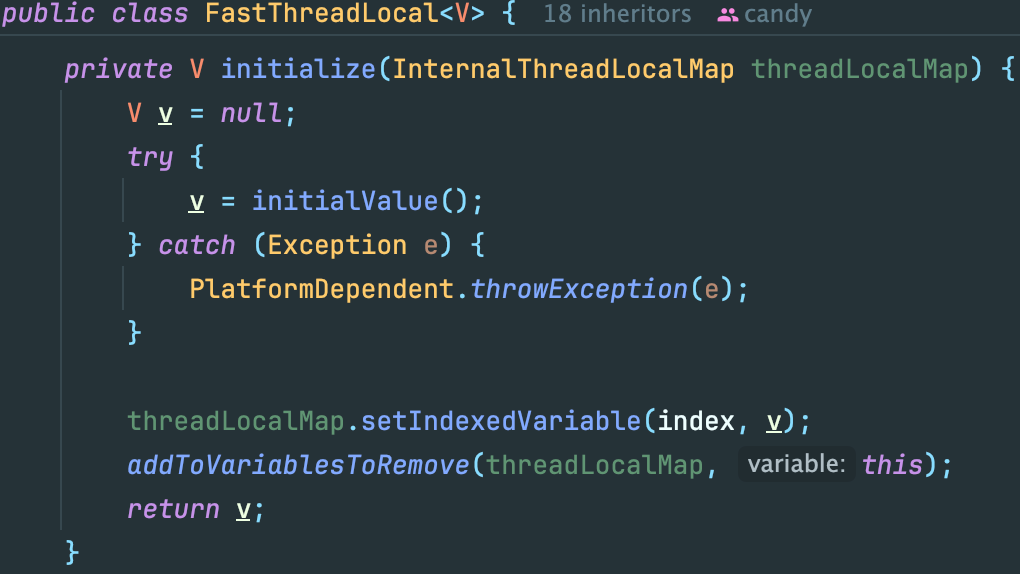 public class FastThreadLocal<V> { 18 inheritors candy
private V initialize(InternalThreadLocalMap threadLocalMap) {
V v = null;
try {
v = initialValue();
} catch (Exception e) {
PlatformDependent.throwException(e);
}
threadLocalMap.setIndexedVariable(index, v);
addToVariablesToRemove(threadLocalMap, variable: this);
return v;
}